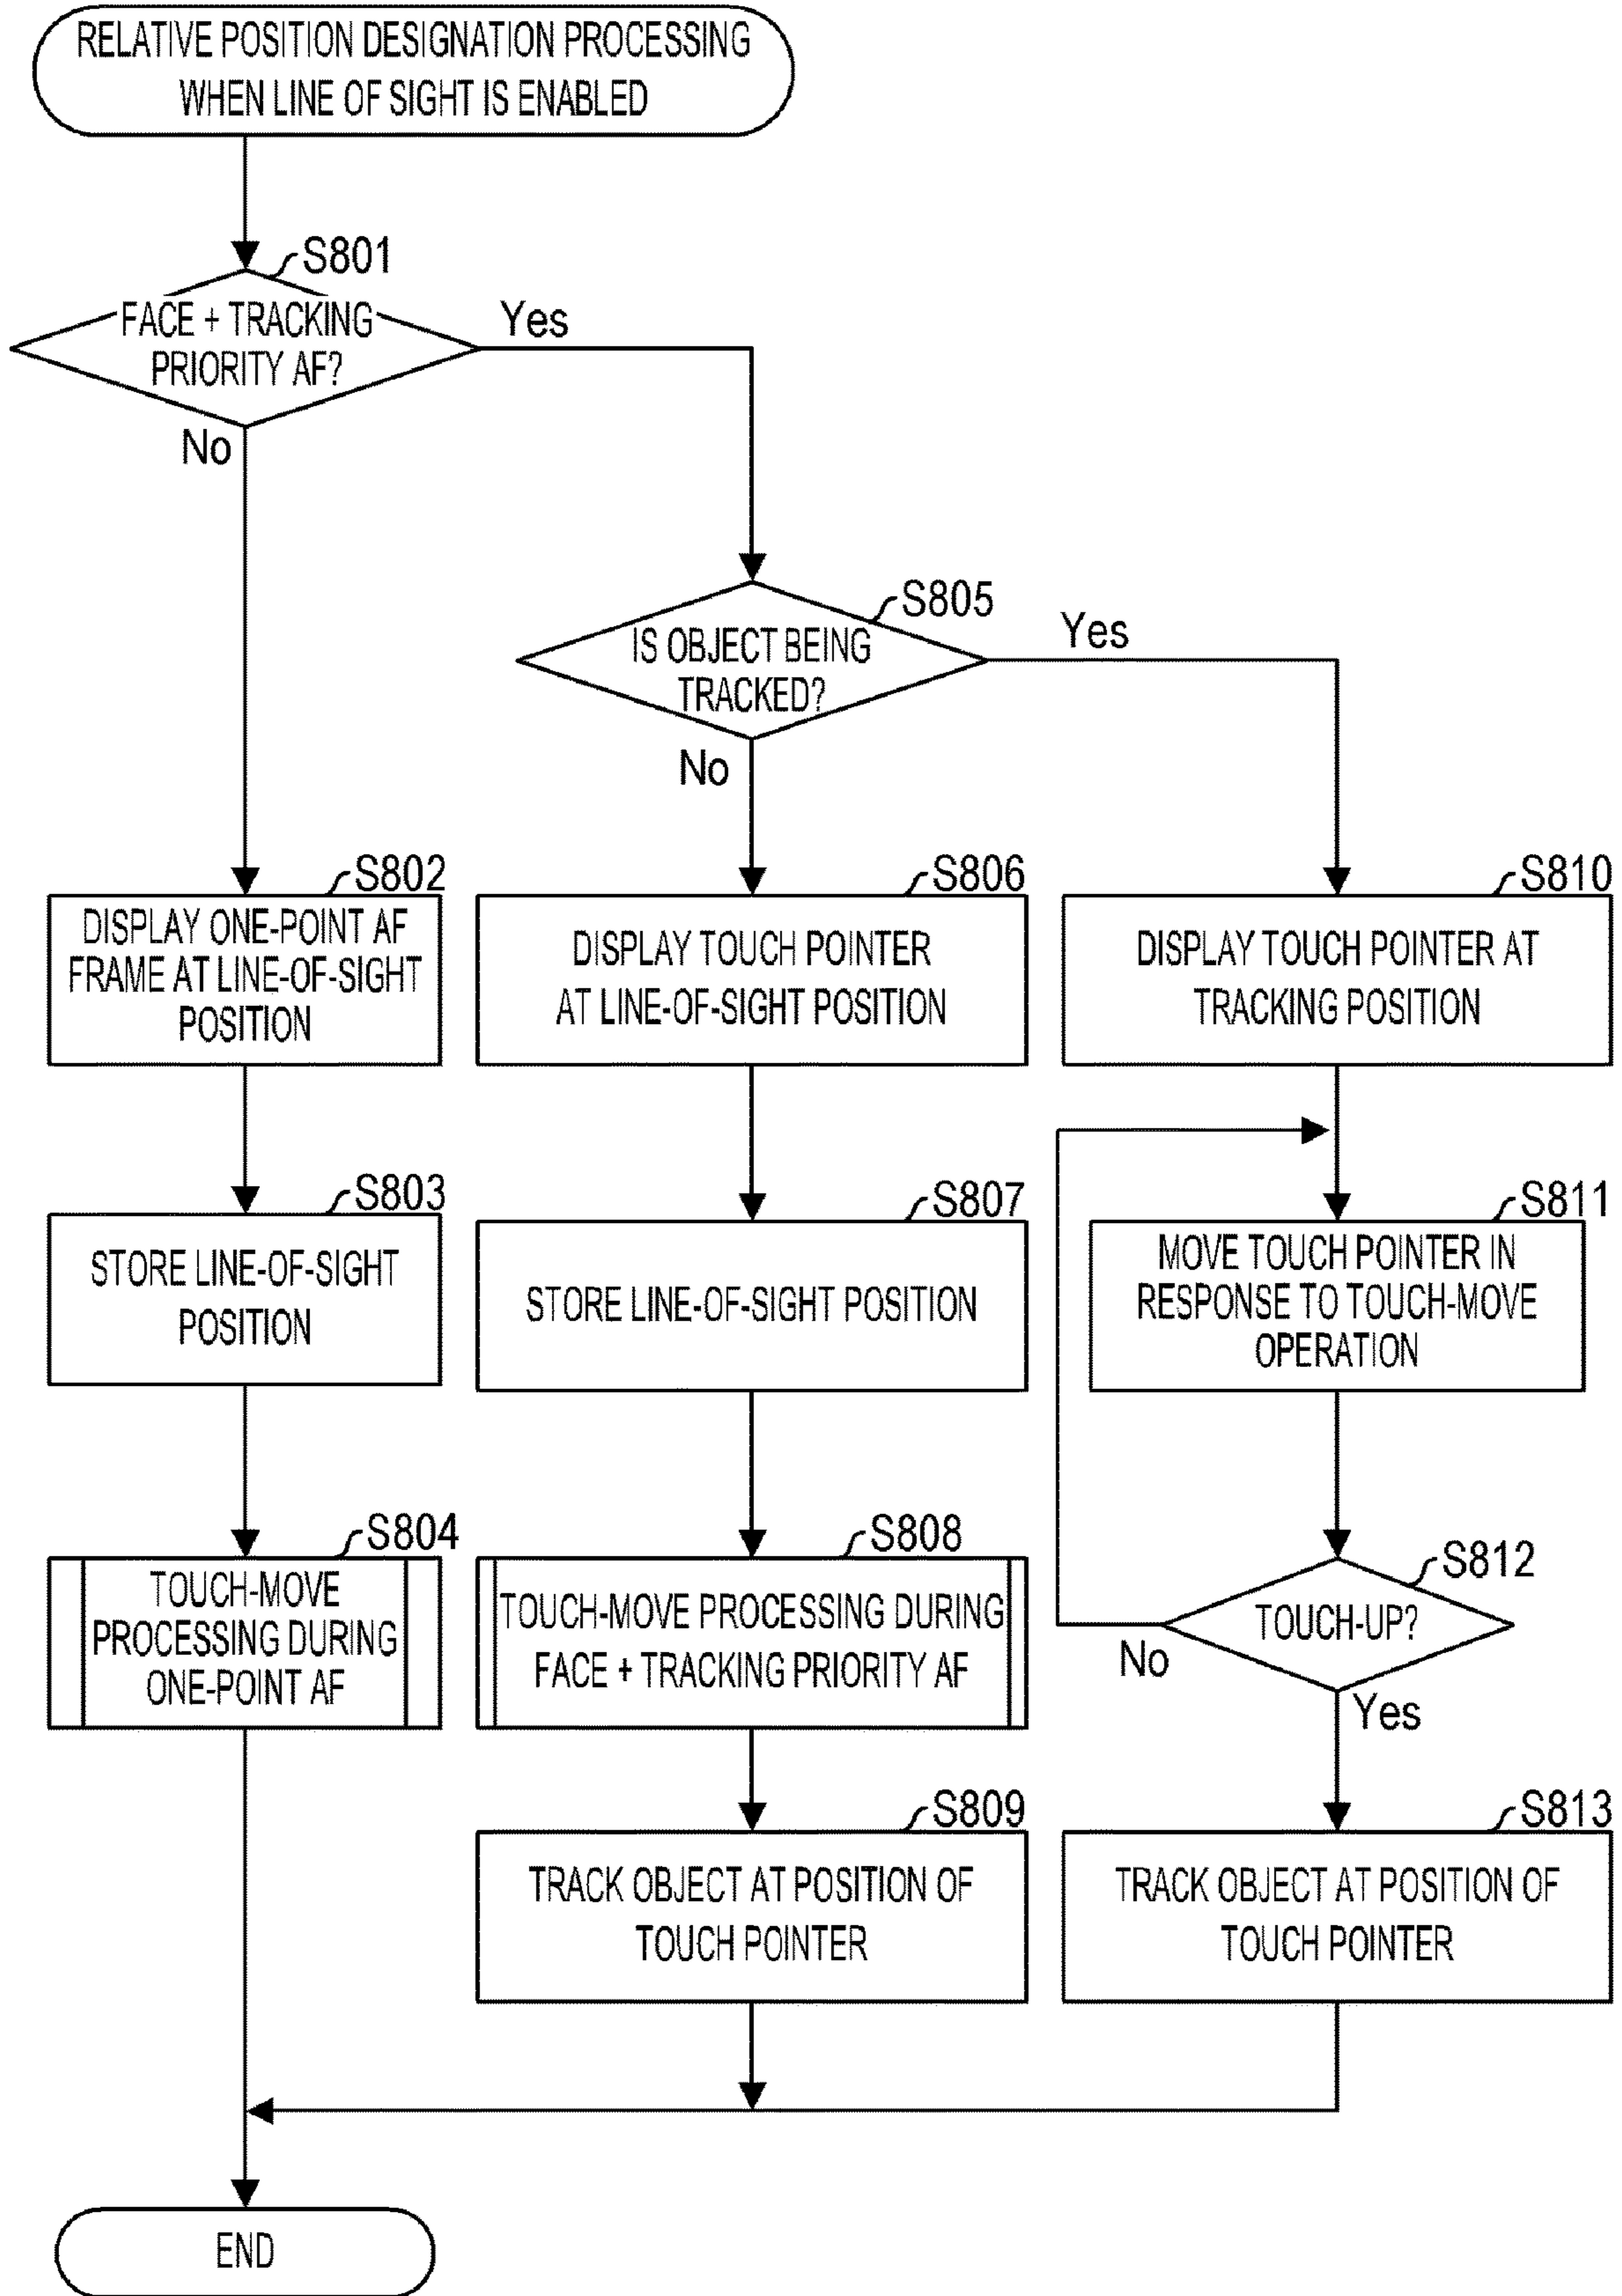 RELATIVE POSITION DESIGNATION PROCESSING
WHEN LINE OF SIGHT IS ENABLED
S801
FACE + TRACKING
PRIORITY AF?
Yes
No
S805
IS OBJECT BEING
TRACKED?
Yes
No
S802
DISPLAY ONE-POINT AF
FRAME AT LINE-OF-SIGHT
POSITION
S806
DISPLAY TOUCH POINTER
AT LINE-OF-SIGHT POSITION
S810
DISPLAY TOUCH POINTER AT
TRACKING POSITION
S803
STORE LINE-OF-SIGHT
POSITION
S807
STORE LINE-OF-SIGHT POSITION
S811
MOVE TOUCH POINTER IN
RESPONSE TO TOUCH-MOVE
OPERATION
S804
TOUCH-MOVE
PROCESSING DURING
ONE-POINT AF
S808
TOUCH-MOVE PROCESSING DURING
FACE + TRACKING PRIORITY AF
S812
TOUCH-UP?
No
Yes
S809
TRACK OBJECT AT POSITION OF
TOUCH POINTER
S813
TRACK OBJECT AT POSITION OF
TOUCH POINTER
END